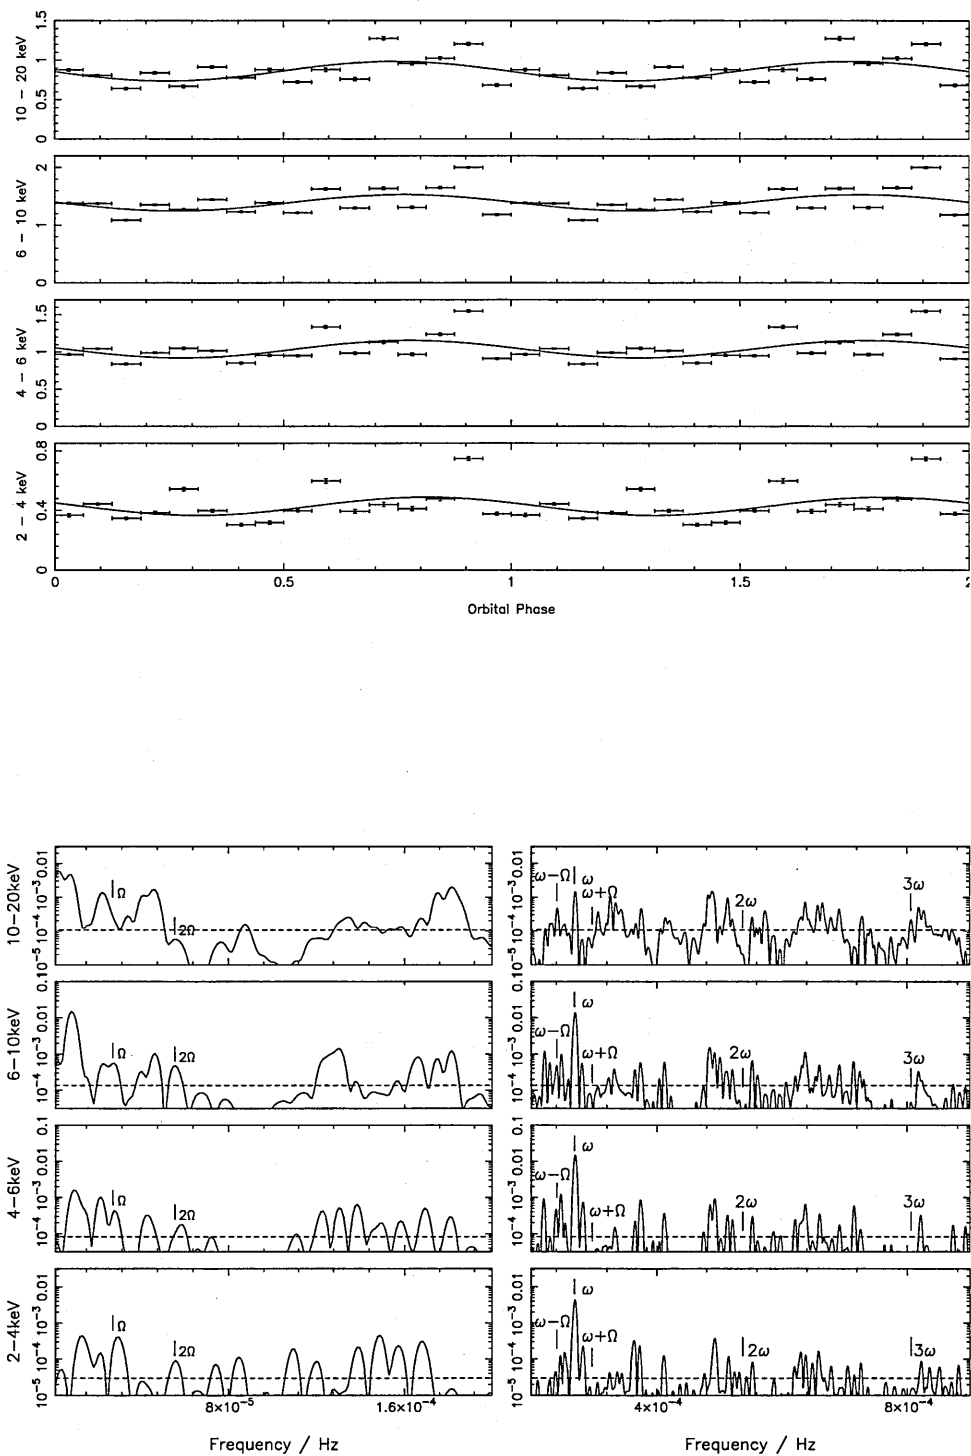 10 − 20 keV
0 0.5 1 1.5
6 − 10 keV
0 1 2
4 − 6 keV
0 0.5 1 1.5
2 − 4 keV
0 0.4 0.8
0 0.5 1 1.5 2
Orbital Phase
10−20keV
10⁻⁵ 10⁻⁴ 10⁻³ 0.01
Ω
2Ω
ω−Ω
ω
ω+Ω
2ω
3ω
6−10keV
10⁻⁴ 10⁻³ 0.01 0.1
Ω
2Ω
ω−Ω
ω
ω+Ω
2ω
3ω
4−6keV
10⁻⁴ 10⁻³ 0.01 0.1
Ω
2Ω
ω−Ω
ω
ω+Ω
2ω
3ω
2−4keV
10⁻⁵ 10⁻⁴ 10⁻³ 0.01
Ω
2Ω
ω−Ω
ω
ω+Ω
2ω
3ω
8×10⁻⁵ 1.6×10⁻⁴
4×10⁻⁴ 8×10⁻⁴
Frequency / Hz
Frequency / Hz